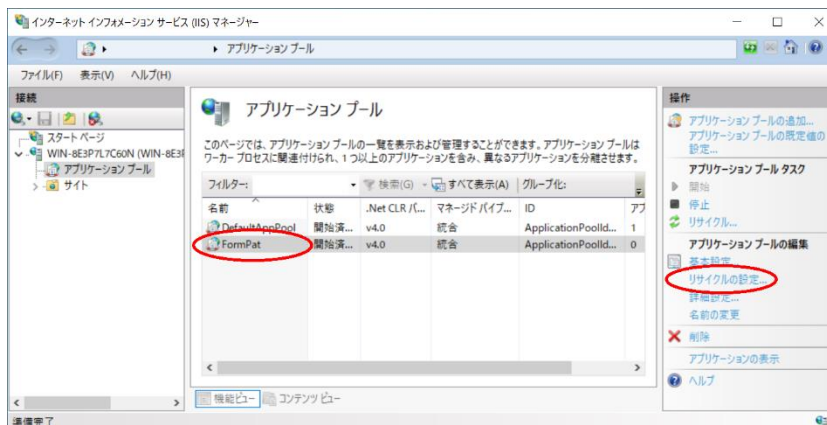 インターネット インフォメーション サービス (IIS) マネージャー
アプリケーション プール
ファイル(F) 表示(V) ヘルプ(H)
接続
スタート ページ
WIN-8E3P7L7C60N (WIN-8E3P
アプリケーション プール
サイト
アプリケーション プール
このページでは、アプリケーション プールの一覧を表示および管理することができます。アプリケーション プールは
ワーカー プロセスに関連付けられ、1 つ以上のアプリケーションを含み、異なるアプリケーションを分離させます。
フィルター: 検索(G) すべて表示(A) グループ化:
名前 状態 .Net CLR バ... マネージド パイプ... ID アプ
DefaultAppPool 開始済... v4.0 統合 ApplicationPoolId... 1
FormPat 開始済... v4.0 統合 ApplicationPoolId... 0
機能ビュー コンテンツ ビュー
操作
アプリケーション プールの追加...
アプリケーション プールの既定値の
設定...
アプリケーション プール タスク
開始
停止
リサイクル...
アプリケーション プールの編集
基本設定...
リサイクルの設定...
詳細設定...
名前の変更
削除
アプリケーションの表示
ヘルプ
準備完了